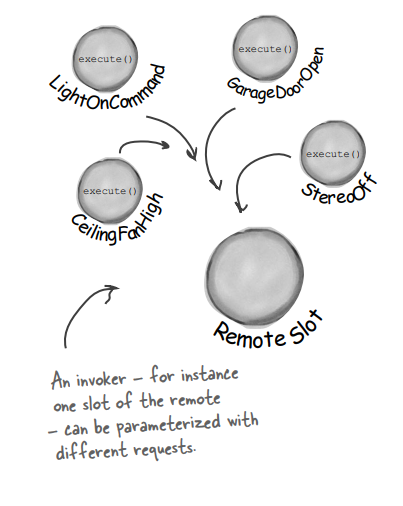 execute()
LightOnCommand
execute()
GarageDoorOpen
execute()
CeilingFanHigh
execute()
StereoOff
Remote Slot
An invoker – for instance
one slot of the remote
– can be parameterized with
different requests.